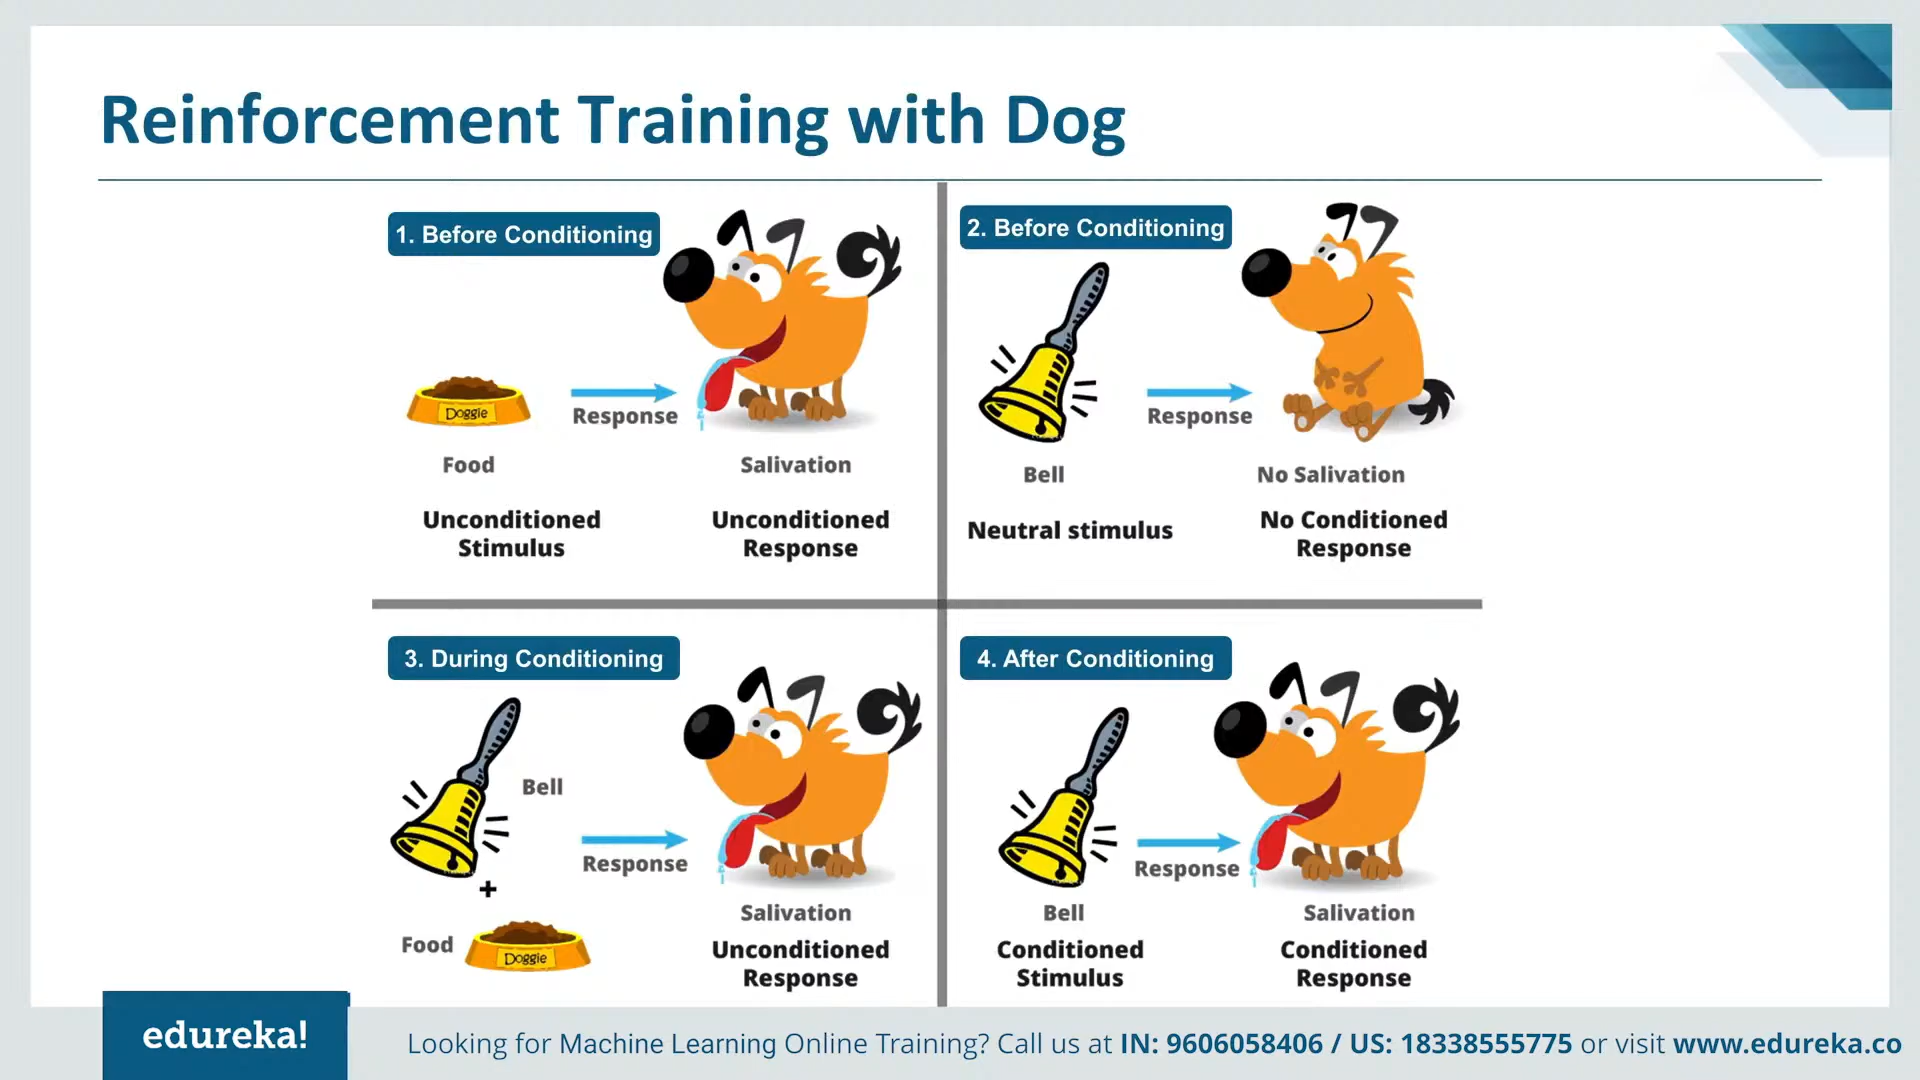 Reinforcement Training with Dog
1. Before Conditioning
Doggie
Response
Food
Salivation
Unconditioned
Stimulus
Unconditioned
Response
2. Before Conditioning
Response
Bell
No Salivation
Neutral stimulus
No Conditioned
Response
3. During Conditioning
Bell
Response
+
Food
Doggie
Salivation
Unconditioned
Response
4. After Conditioning
Response
Bell
Salivation
Conditioned
Stimulus
Conditioned
Response
edureka!
Looking for Machine Learning Online Training? Call us at IN: 9606058406 / US: 18338555775 or visit www.edureka.co